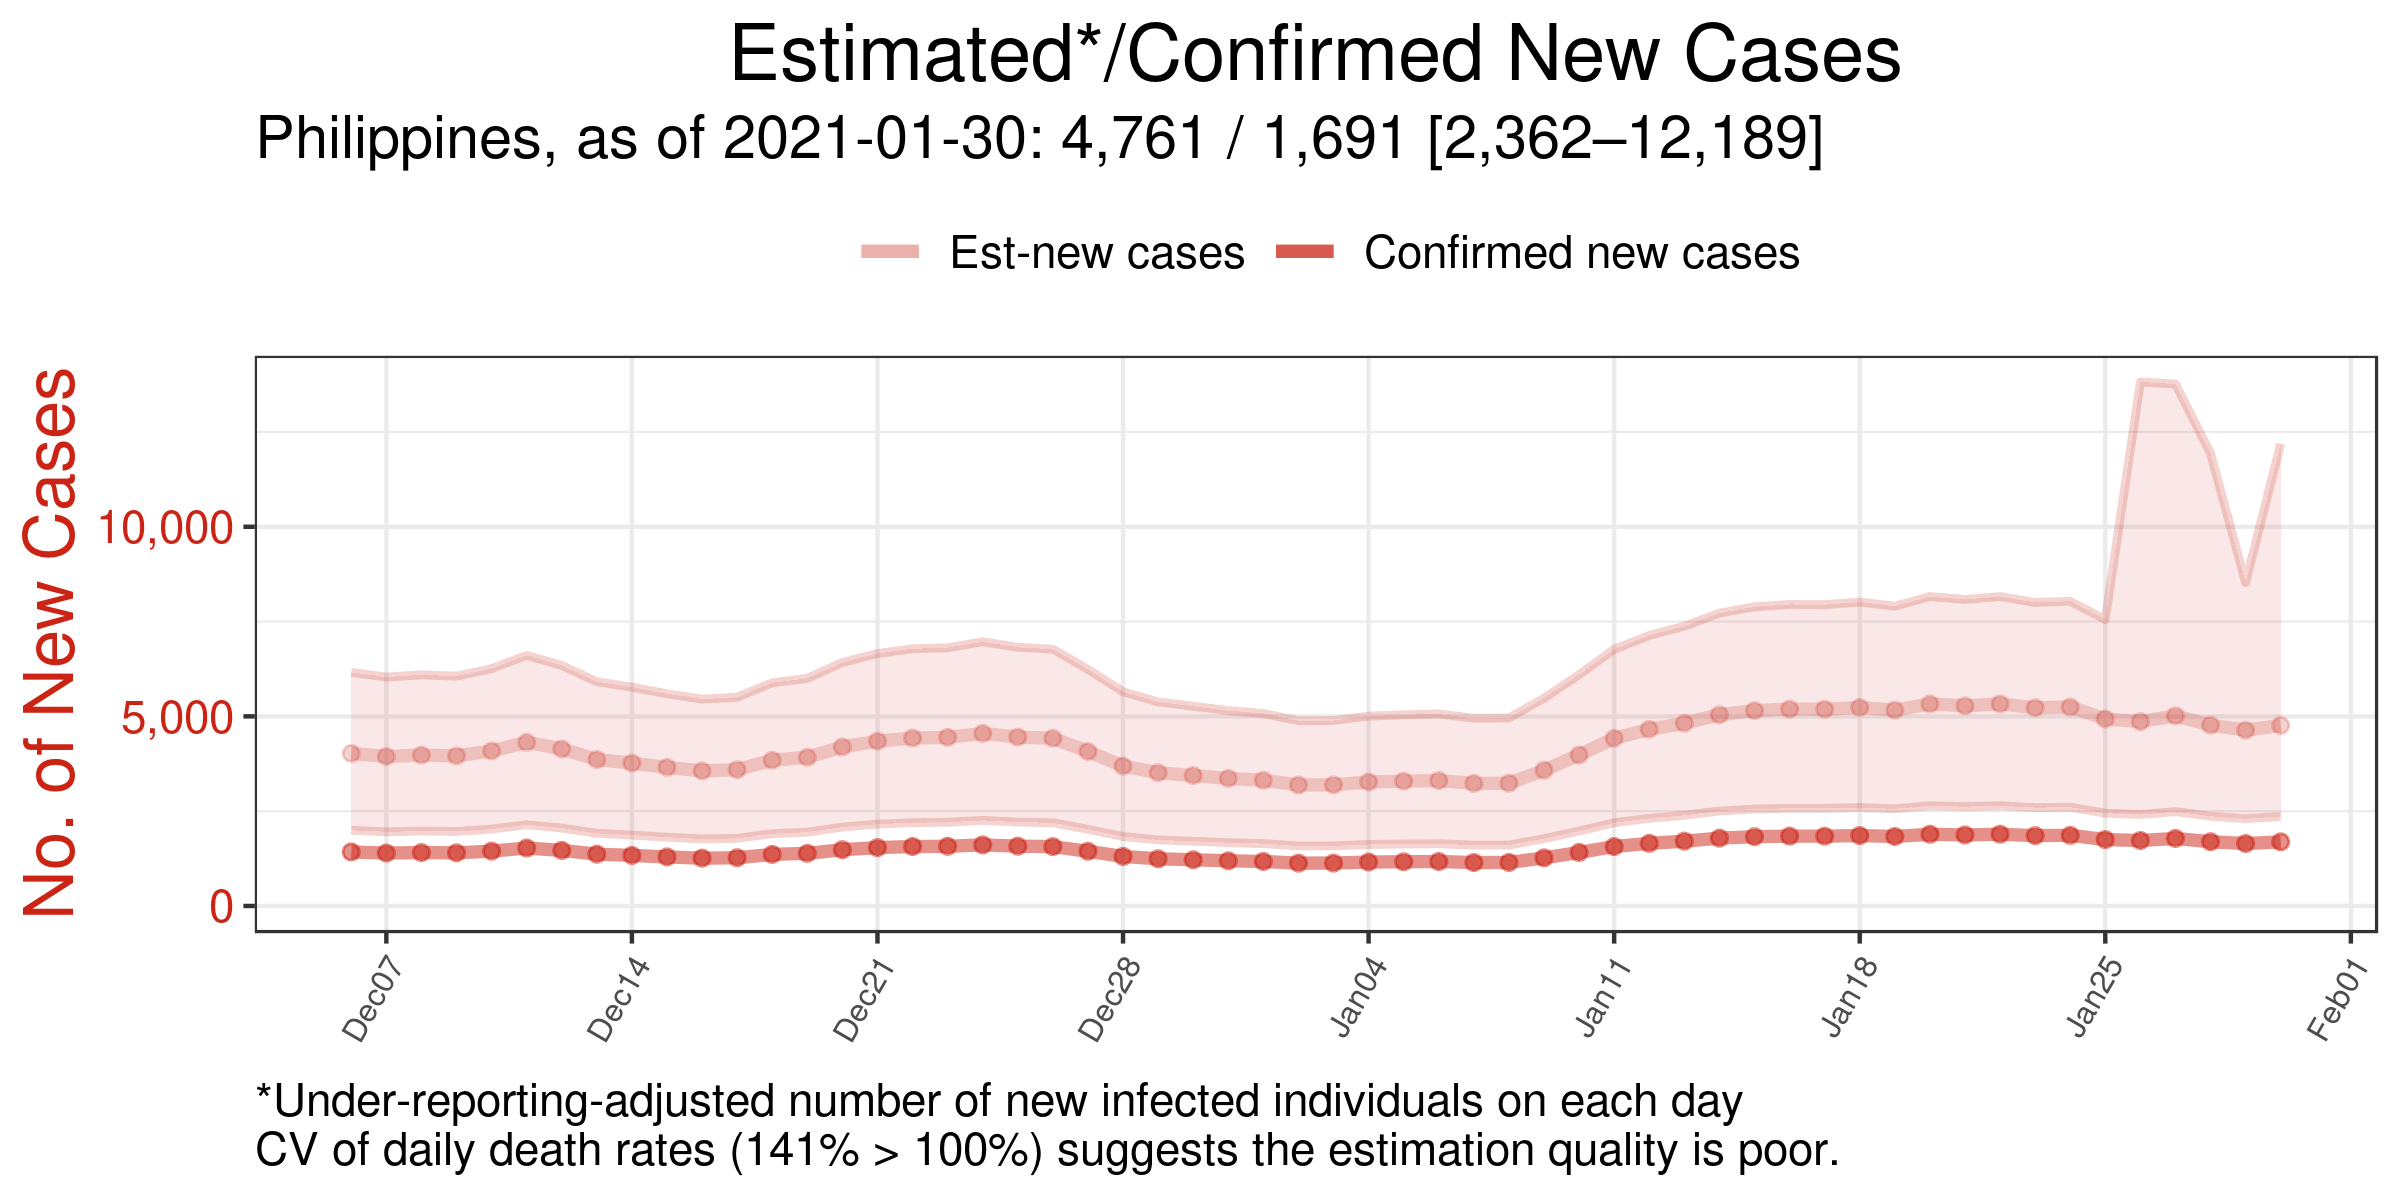 Estimated*/Confirmed New Cases
Philippines, as of 2021-01-30: 4,761 / 1,691 [2,362–12,189]
Est-new cases
Confirmed new cases
No. of New Cases
10,000
5,000
0
Dec07
Dec14
Dec21
Dec28
Jan04
Jan11
Jan18
Jan25
Feb01
*Under-reporting-adjusted number of new infected individuals on each day
CV of daily death rates (141% > 100%) suggests the estimation quality is poor.